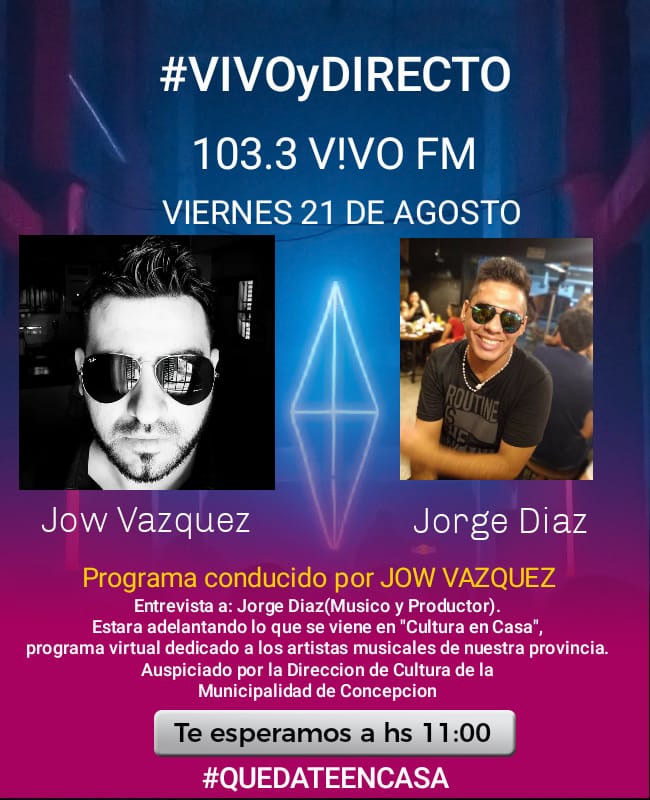 #VIVOyDIRECTO
103.3 V!VO FM
VIERNES 21 DE AGOSTO
ROUTINE
IS
Jow Vazquez
Jorge Diaz
Programa conducido por JOW VAZQUEZ
Entrevista a: Jorge Diaz(Musico y Productor).
Estara adelantando lo que se viene en "Cultura en Casa",
programa virtual dedicado a los artistas musicales de nuestra provincia.
Auspiciado por la Direccion de Cultura de la
Municipalidad de Concepcion
Te esperamos a hs 11:00
#QUEDATEENCASA